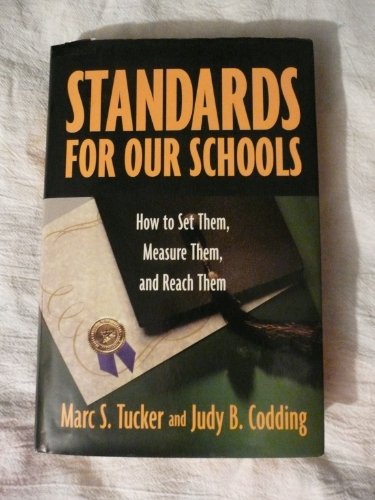 STANDARDS
FOR OUR SCHOOLS
How to Set Them,
Measure Them,
and Reach Them
Marc S. Tucker and Judy B. Codding